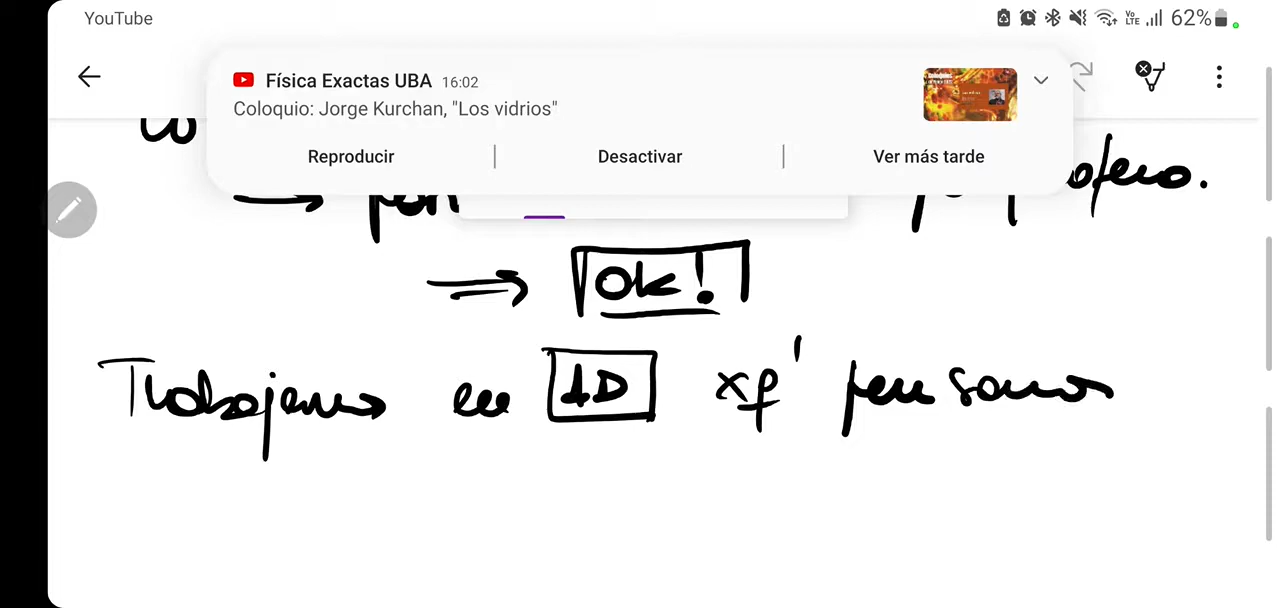 YouTube 62%
Física Exactas UBA 16:02
Coloquio: Jorge Kurchan, "Los vidrios"
Reproducir | Desactivar | Ver más tarde
Ok!
Trabajamos en 1D xq' pensamos